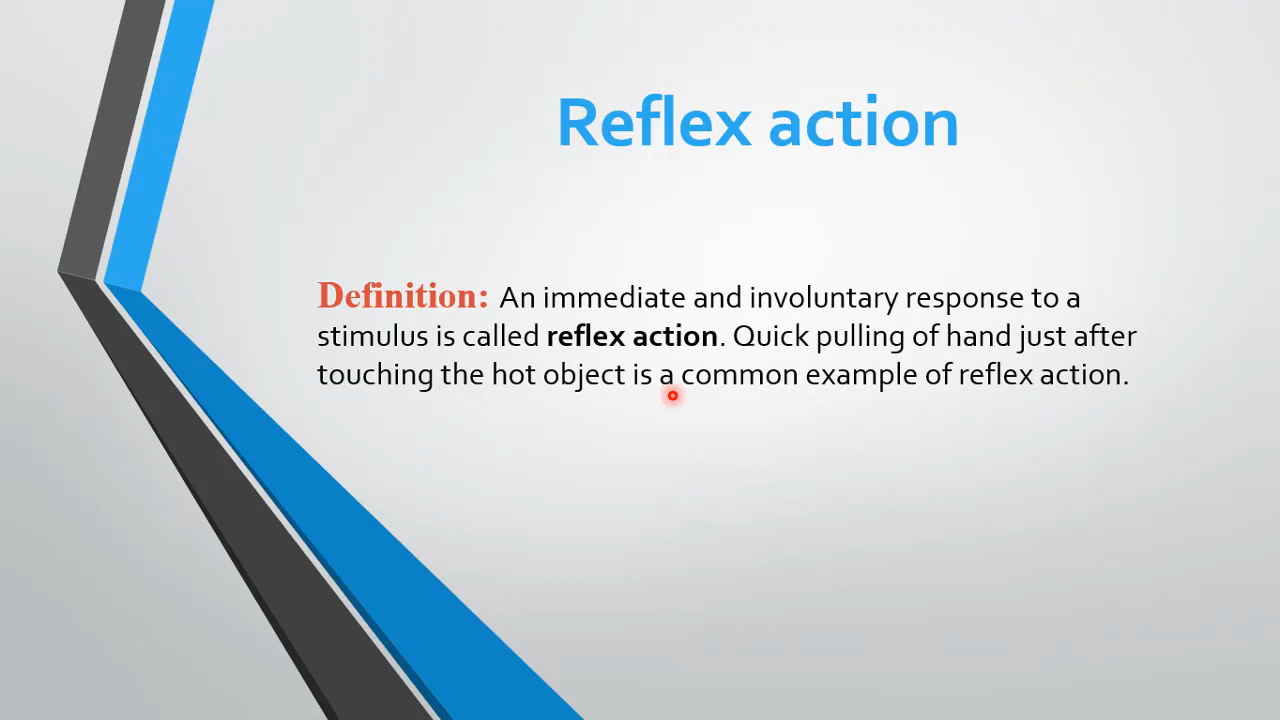 Reflex action
Definition: An immediate and involuntary response to a
stimulus is called reflex action. Quick pulling of hand just after
touching the hot object is a common example of reflex action.